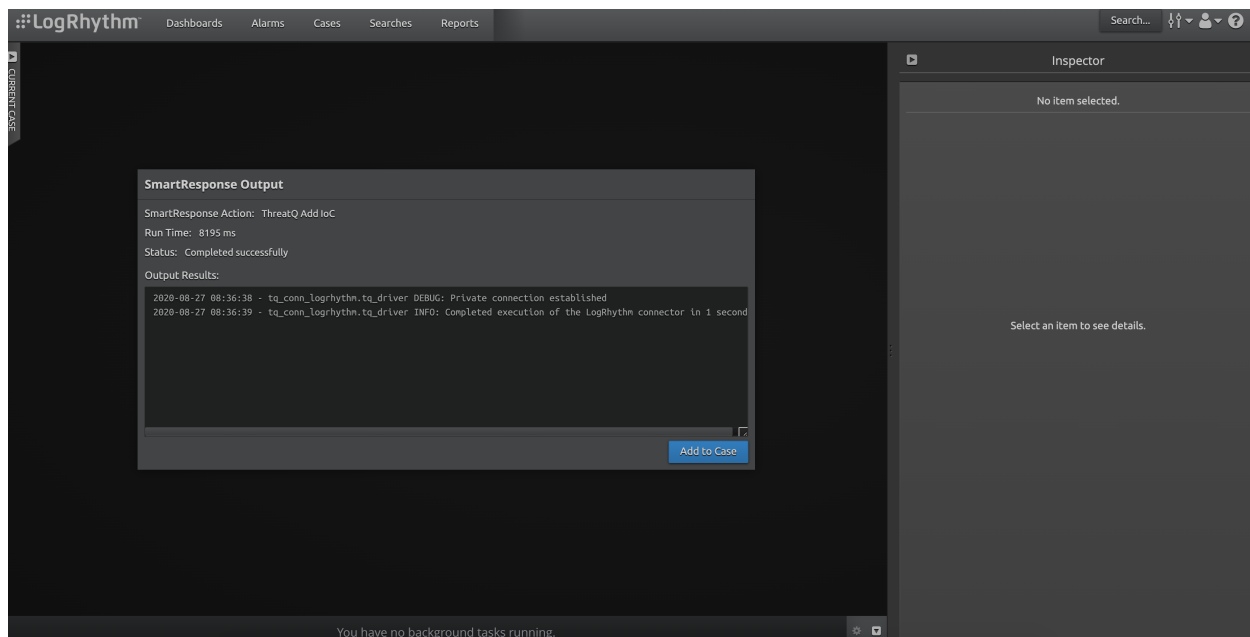 LogRhythm Dashboards Alarms Cases Searches Reports Search...
CURRENT CASE
Inspector
No item selected.
SmartResponse Output
SmartResponse Action: ThreatQ Add IoC
Run Time: 8195 ms
Status: Completed successfully
Output Results:
2020-08-27 08:36:38 - tq_conn_logrhythm.tq_driver DEBUG: Private connection established
2020-08-27 08:36:39 - tq_conn_logrhythm.tq_driver INFO: Completed execution of the LogRhythm connector in 1 second
Select an item to see details.
Add to Case
You have no background tasks running.